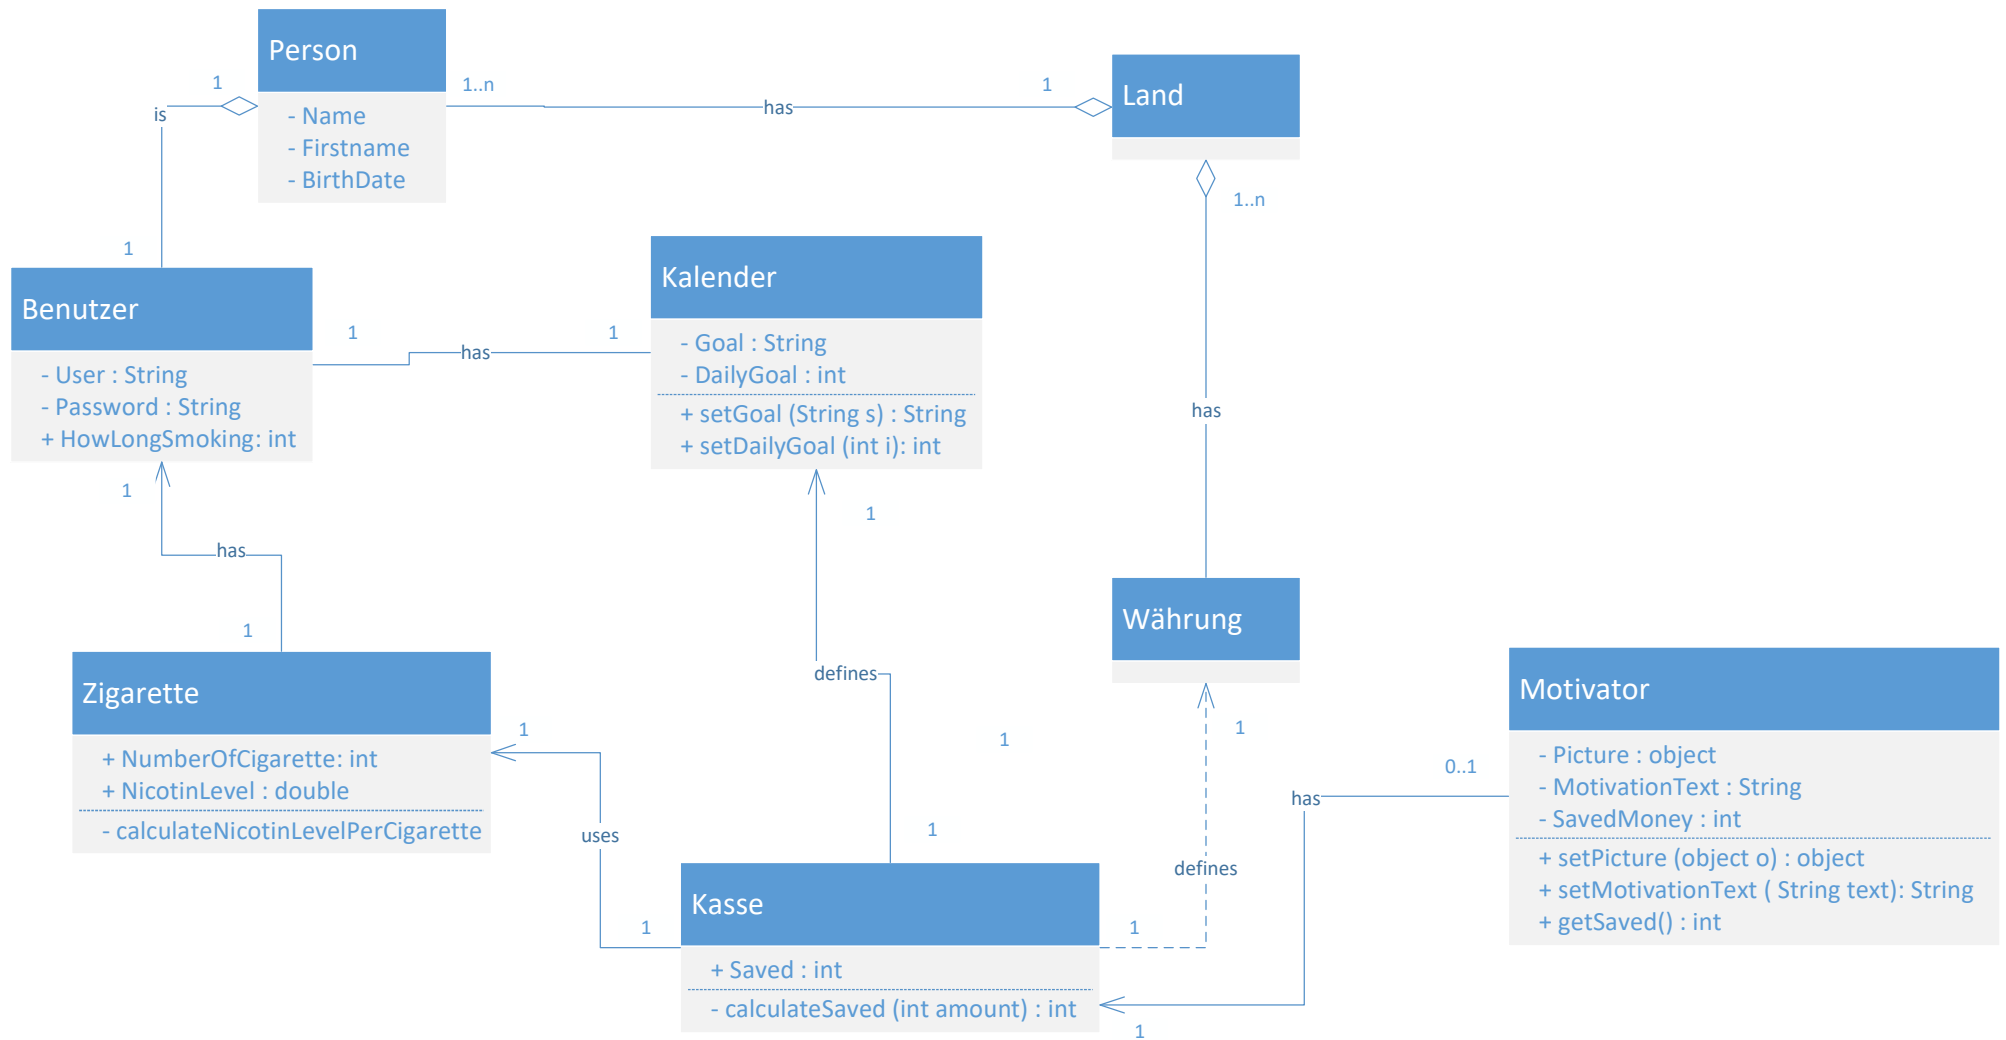 Person
- Name
- Firstname
- BirthDate
1
is
1
1..n
has
1
Land
1..n
has
Benutzer
- User : String
- Password : String
+ HowLongSmoking: int
1
has
1
Kalender
- Goal : String
- DailyGoal : int
+ setGoal (String s) : String
+ setDailyGoal (int i): int
1
has
1
1
defines
1
1
Zigarette
+ NumberOfCigarette: int
+ NicotinLevel : double
- calculateNicotinLevelPerCigarette
1
uses
1
Währung
1
defines
1
Kasse
+ Saved : int
- calculateSaved (int amount) : int
1
has
0..1
Motivator
- Picture : object
- MotivationText : String
- SavedMoney : int
+ setPicture (object o) : object
+ setMotivationText ( String text): String
+ getSaved() : int